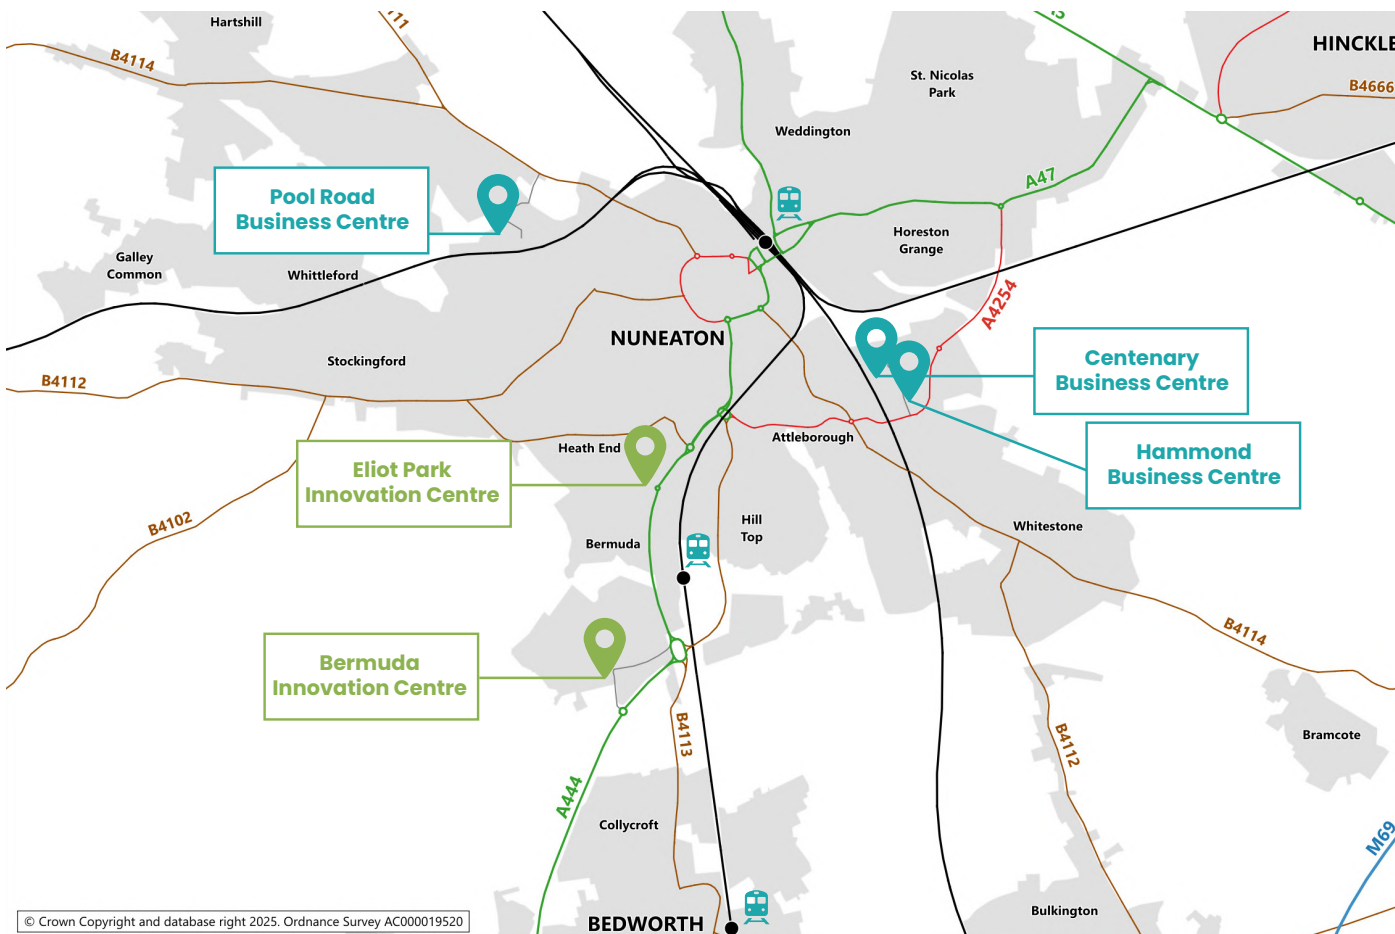 Hartshill
B4114
St. Nicolas
Park
HINCKLE
B4666
Weddington
A47
Pool Road
Business Centre
Galley
Common
Whittleford
Horeston
Grange
A4254
NUNEATON
Stockingford
B4112
Centenary
Business Centre
Heath End
Attleborough
Hammond
Business Centre
Eliot Park
Innovation Centre
B4102
Hill
Top
Whitestone
Bermuda
B4114
Bermuda
Innovation Centre
B4113
B4112
Bramcote
A444
Collycroft
M69
BEDWORTH
Bulkington
© Crown Copyright and database right 2025. Ordnance Survey AC000019520